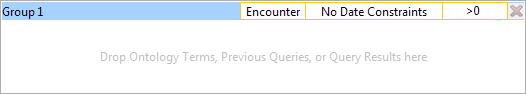 Group 1 Encounter No Date Constraints >0
Drop Ontology Terms, Previous Queries, or Query Results here